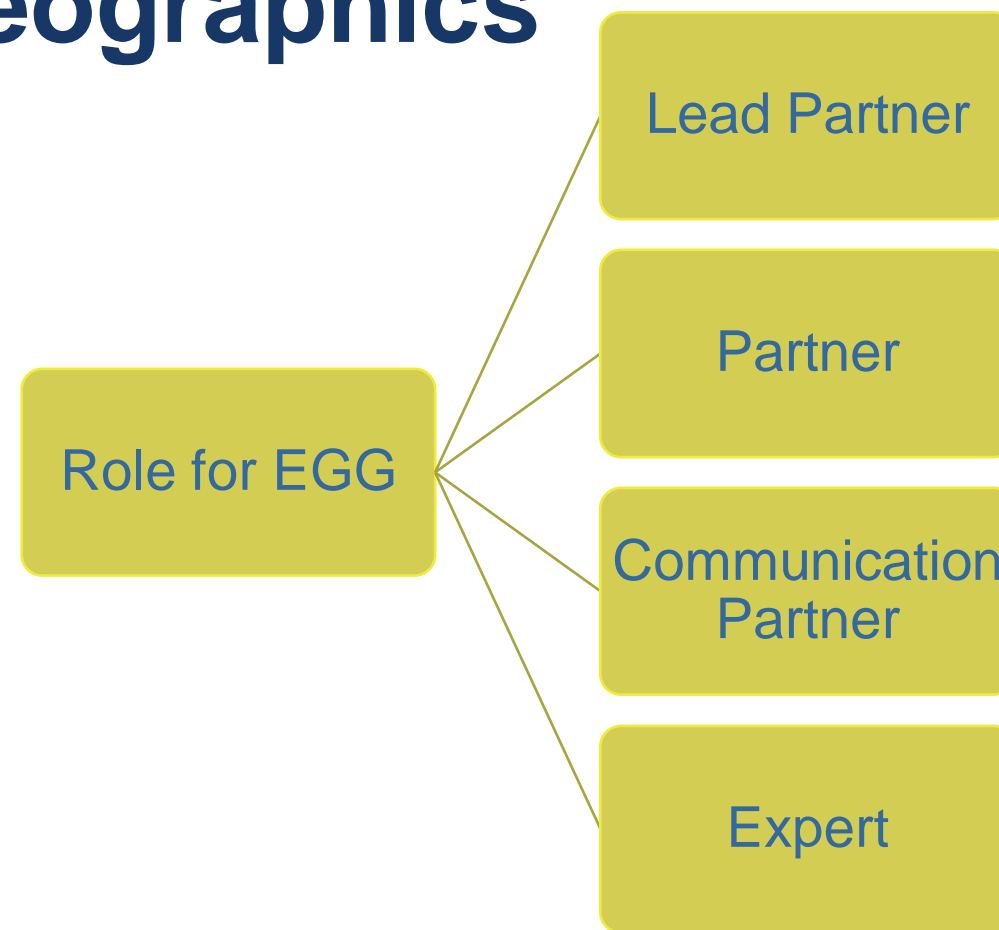 eographics
Lead Partner
Partner
Role for EGG
Communication
Partner
Expert